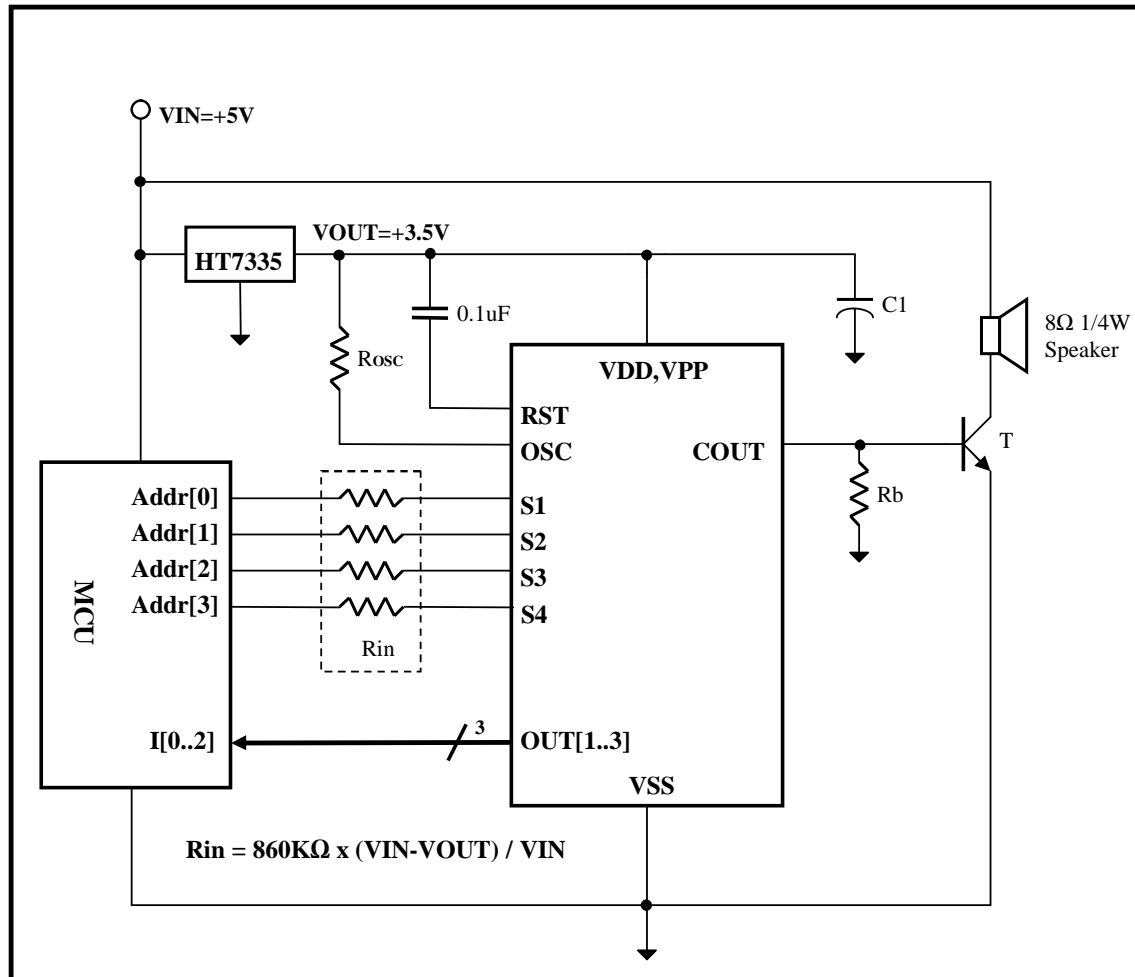 VIN=+5V
VOUT=+3.5V
HT7335
0.1uF
C1
8Ω 1/4W
Speaker
Rosc
VDD,VPP
RST
OSC
COUT
T
Addr[0]
Addr[1]
Addr[2]
Addr[3]
S1
S2
S3
S4
Rb
MCU
Rin
I[0..2]
3
OUT[1..3]
VSS
Rin = 860KΩ x (VIN-VOUT) / VIN